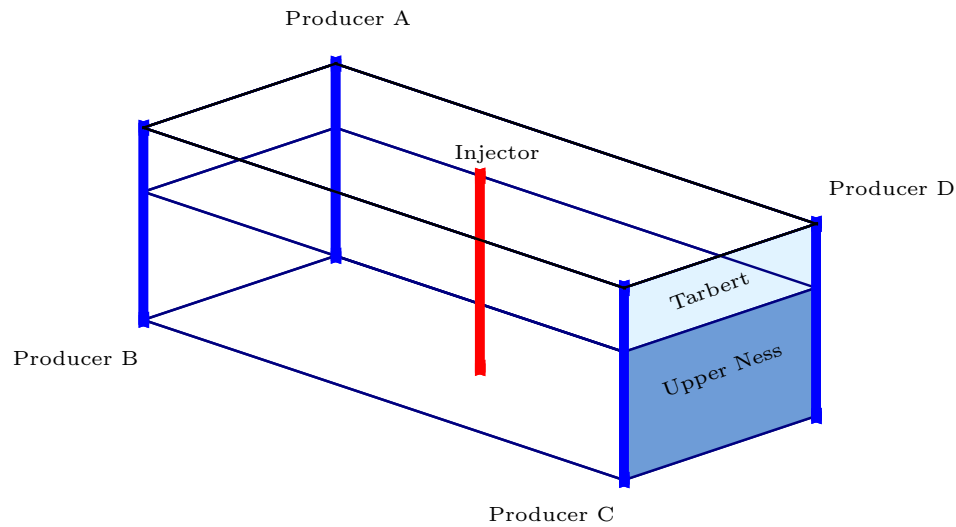 Producer A
Injector
Producer D
Tarbert
Producer B
Upper Ness
Producer C